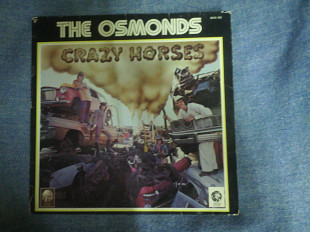 THE OSMONDS
CRAZY HORSES